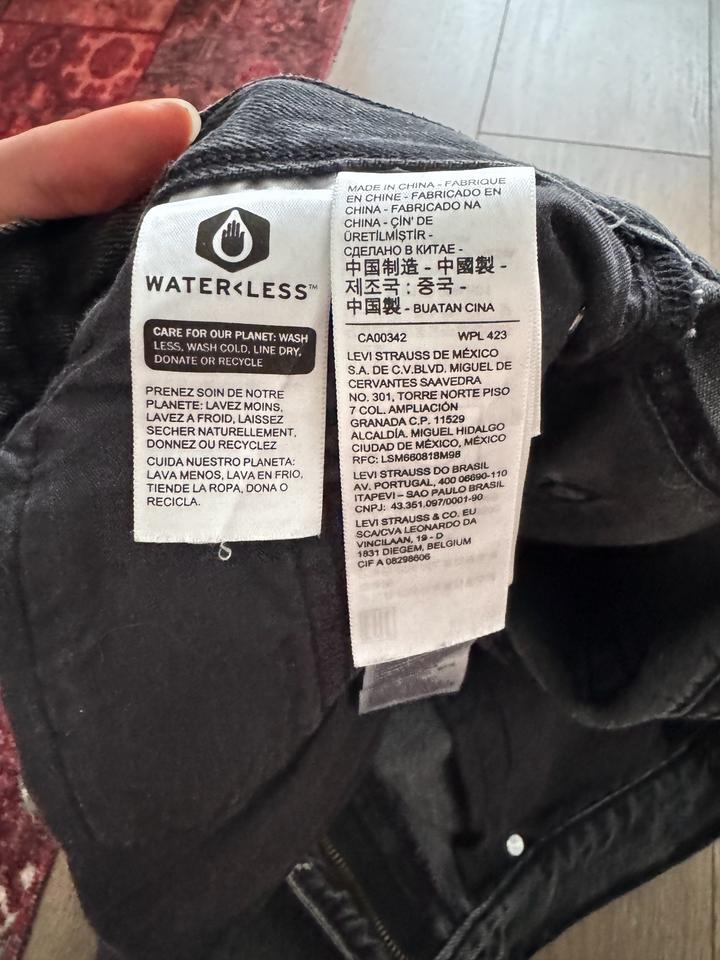 WATER<LESS™
CARE FOR OUR PLANET: WASH
LESS, WASH COLD, LINE DRY,
DONATE OR RECYCLE
PRENEZ SOIN DE NOTRE
PLANETE: LAVEZ MOINS,
LAVEZ A FROID, LAISSEZ
SECHER NATURELLEMENT,
DONNEZ OU RECYCLEZ
CUIDA NUESTRO PLANETA:
LAVA MENOS, LAVA EN FRIO,
TIENDE LA ROPA, DONA O
RECICLA.
MADE IN CHINA - FABRIQUE
EN CHINE - FABRICADO EN
CHINA - FABRICADO NA
CHINA - ÇİN' DE
ÜRETİLMİŞTİR -
СДЕЛАНО В КИТАЕ -
中国制造 - 中國製 -
제조국 : 중국 -
中国製 - BUATAN CINA
CA00342 WPL 423
LEVI STRAUSS DE MÉXICO
S.A. DE C.V.BLVD. MIGUEL DE
CERVANTES SAAVEDRA
NO. 301, TORRE NORTE PISO
7 COL. AMPLIACIÓN
GRANADA C.P. 11529
ALCALDÍA. MIGUEL HIDALGO
CIUDAD DE MÉXICO, MÉXICO
RFC: LSM660818M98
LEVI STRAUSS DO BRASIL
AV. PORTUGAL, 400 06690-110
ITAPEVI – SAO PAULO BRASIL
CNPJ: 43.351.097/0001-90
LEVI STRAUSS & CO. EU
SCA/CVA LEONARDO DA
VINCILAAN, 19 - D
1831 DIEGEM, BELGIUM
CIF A 08298606